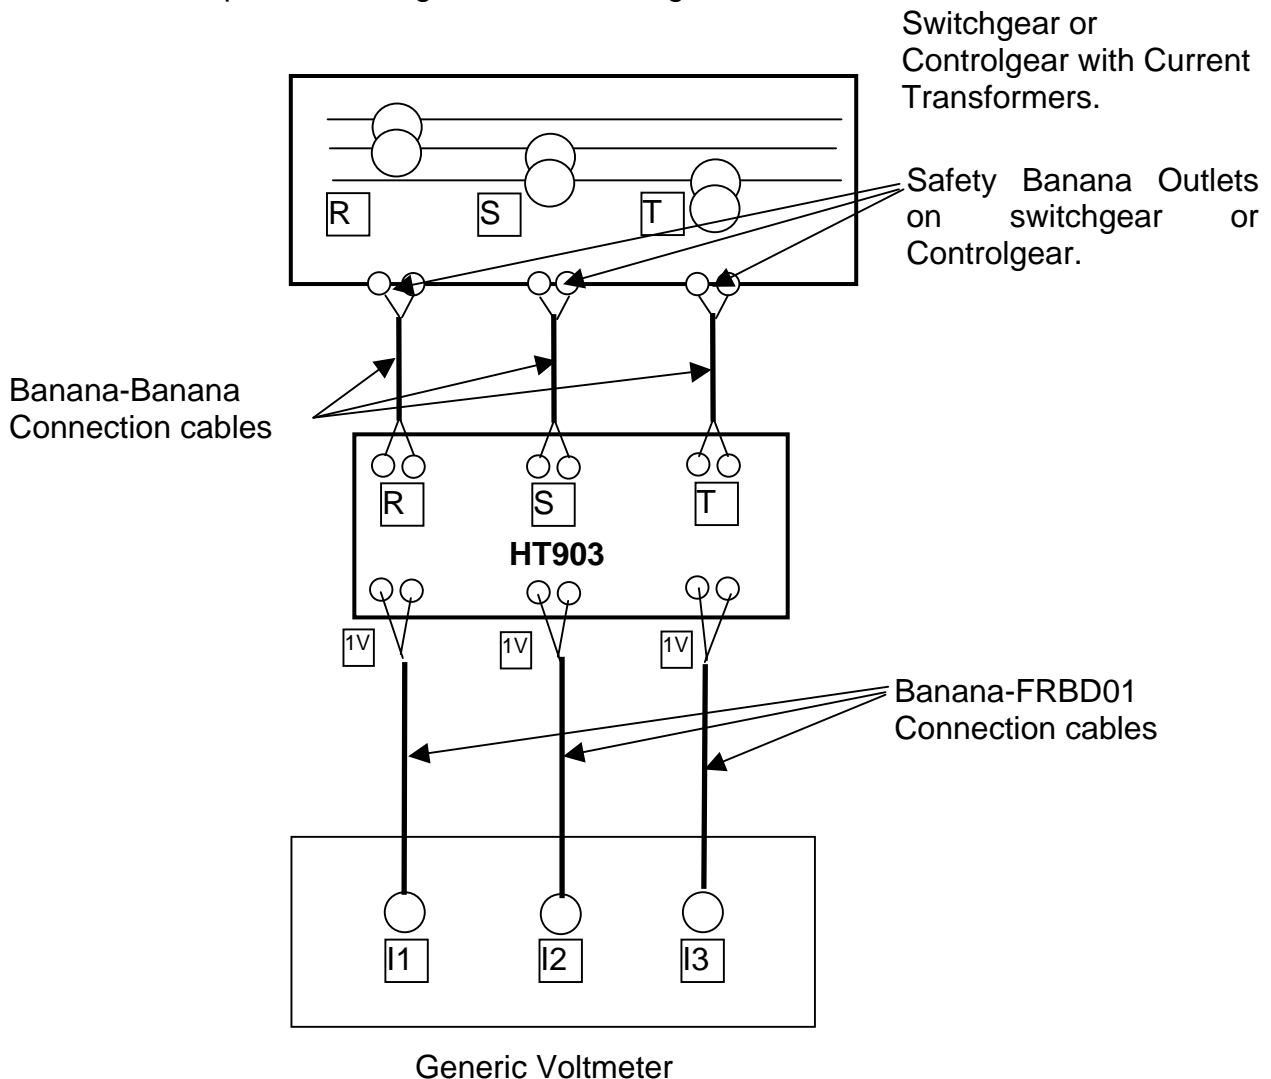 Switchgear or
Controlgear with Current
Transformers.
R
S
T
Safety Banana Outlets
on switchgear or
Controlgear.
Banana-Banana
Connection cables
R
S
T
HT903
1V
1V
1V
Banana-FRBD01
Connection cables
I1
I2
I3
Generic Voltmeter